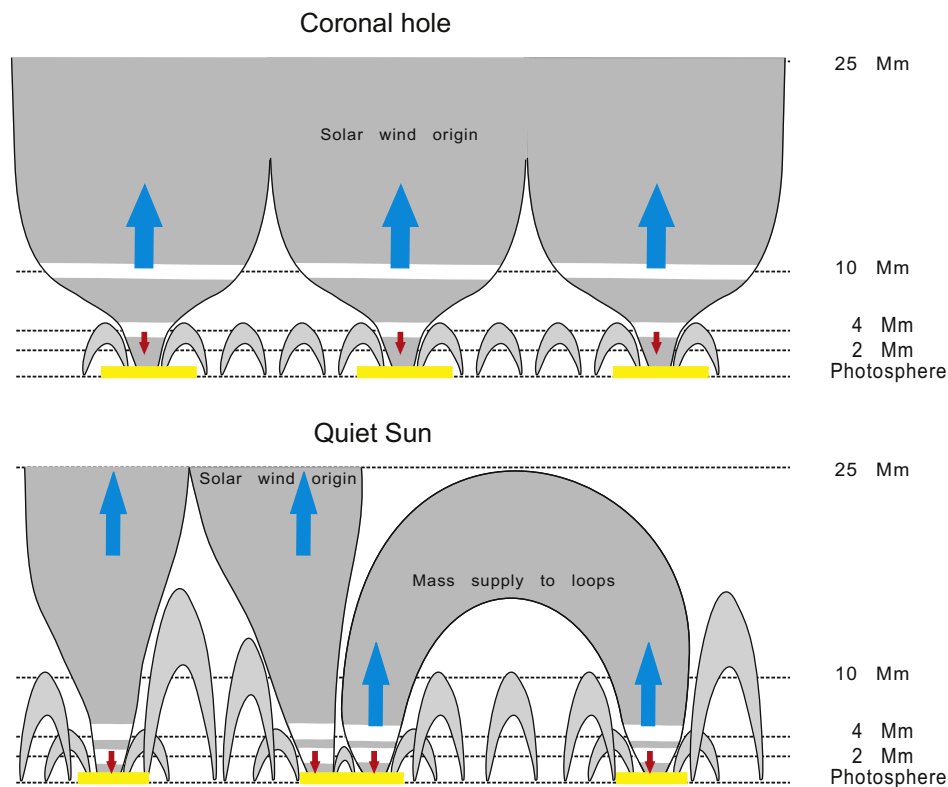 Coronal hole
25 Mm
Solar wind origin
10 Mm
4 Mm
2 Mm
Photosphere
Quiet Sun
25 Mm
Solar wind origin
Mass supply to loops
10 Mm
4 Mm
2 Mm
Photosphere